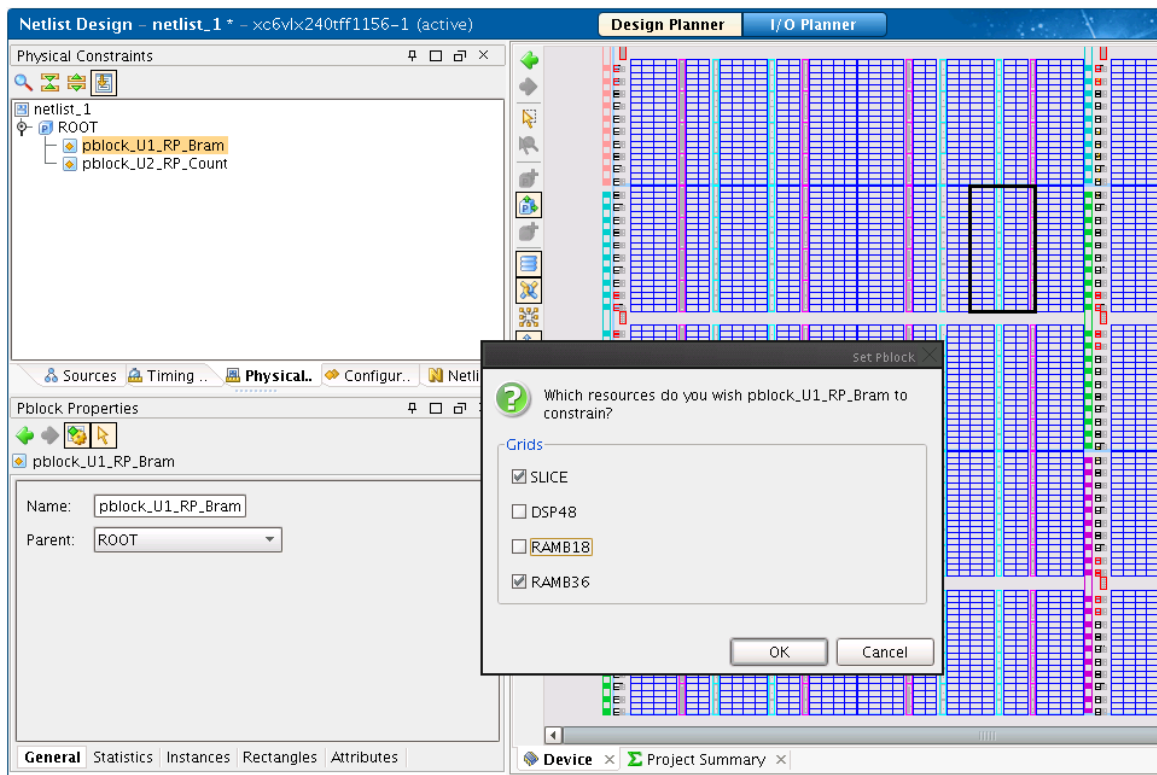 Netlist Design - netlist_1 * - xc6vlx240tff1156-1 (active)
Design Planner
I/O Planner
Physical Constraints
netlist_1
ROOT
pblock_U1_RP_Bram
pblock_U2_RP_Count
Sources
Timing ..
Physical..
Configur..
Netli
Pblock Properties
pblock_U1_RP_Bram
Name: pblock_U1_RP_Bram
Parent: ROOT
General Statistics Instances Rectangles Attributes
Set Pblock
Which resources do you wish pblock_U1_RP_Bram to
constrain?
Grids
SLICE
DSP48
RAMB18
RAMB36
OK
Cancel
Device
Project Summary